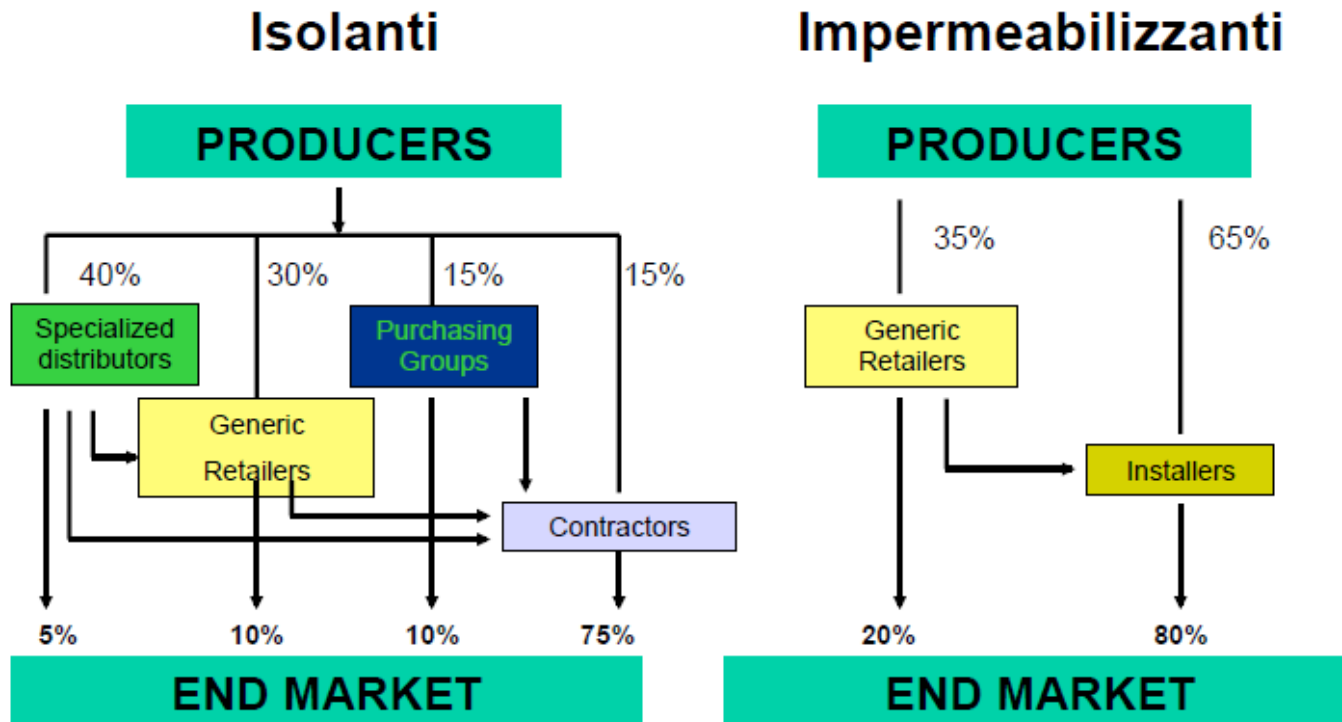 Isolanti
Impermeabilizzanti
PRODUCERS
PRODUCERS
40%
30%
15%
15%
35%
65%
Specialized
distributors
Purchasing
Groups
Generic
Retailers
Generic
Retailers
Contractors
Installers
5%
10%
10%
75%
20%
80%
END MARKET
END MARKET